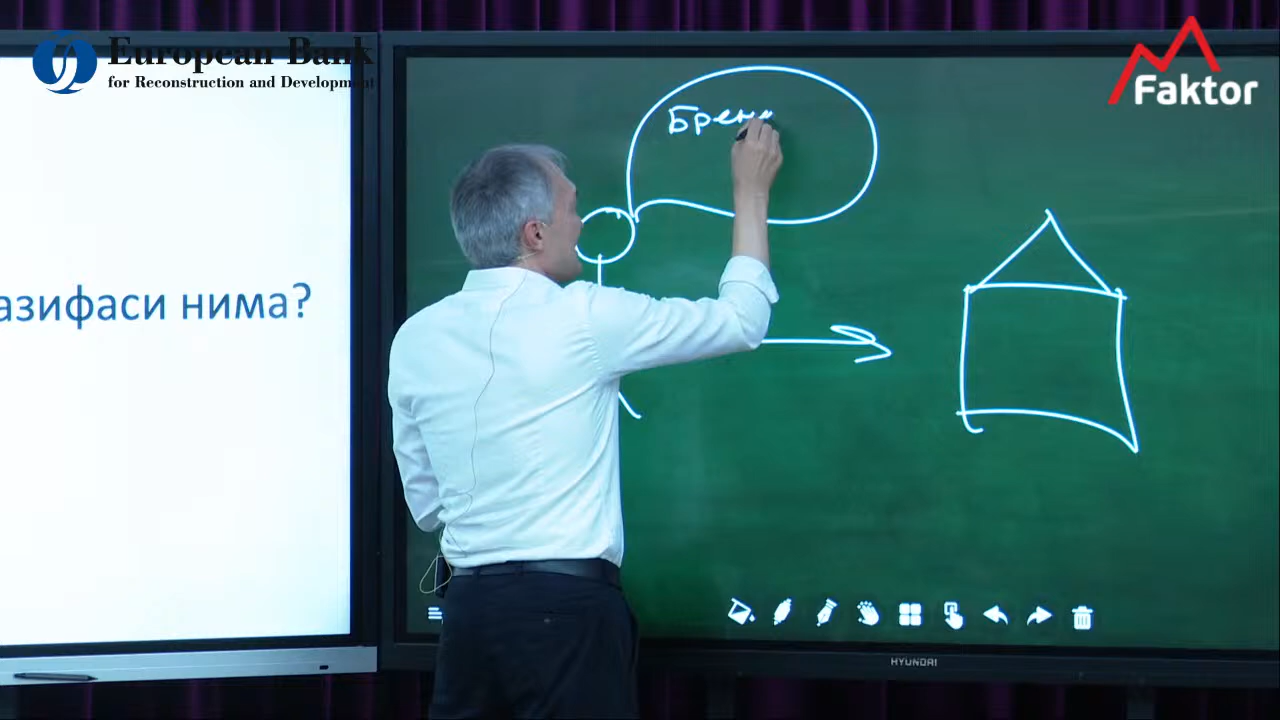 European Bank
for Reconstruction and Development
Faktor
Брен
азифаси нима?
HYUNDAI